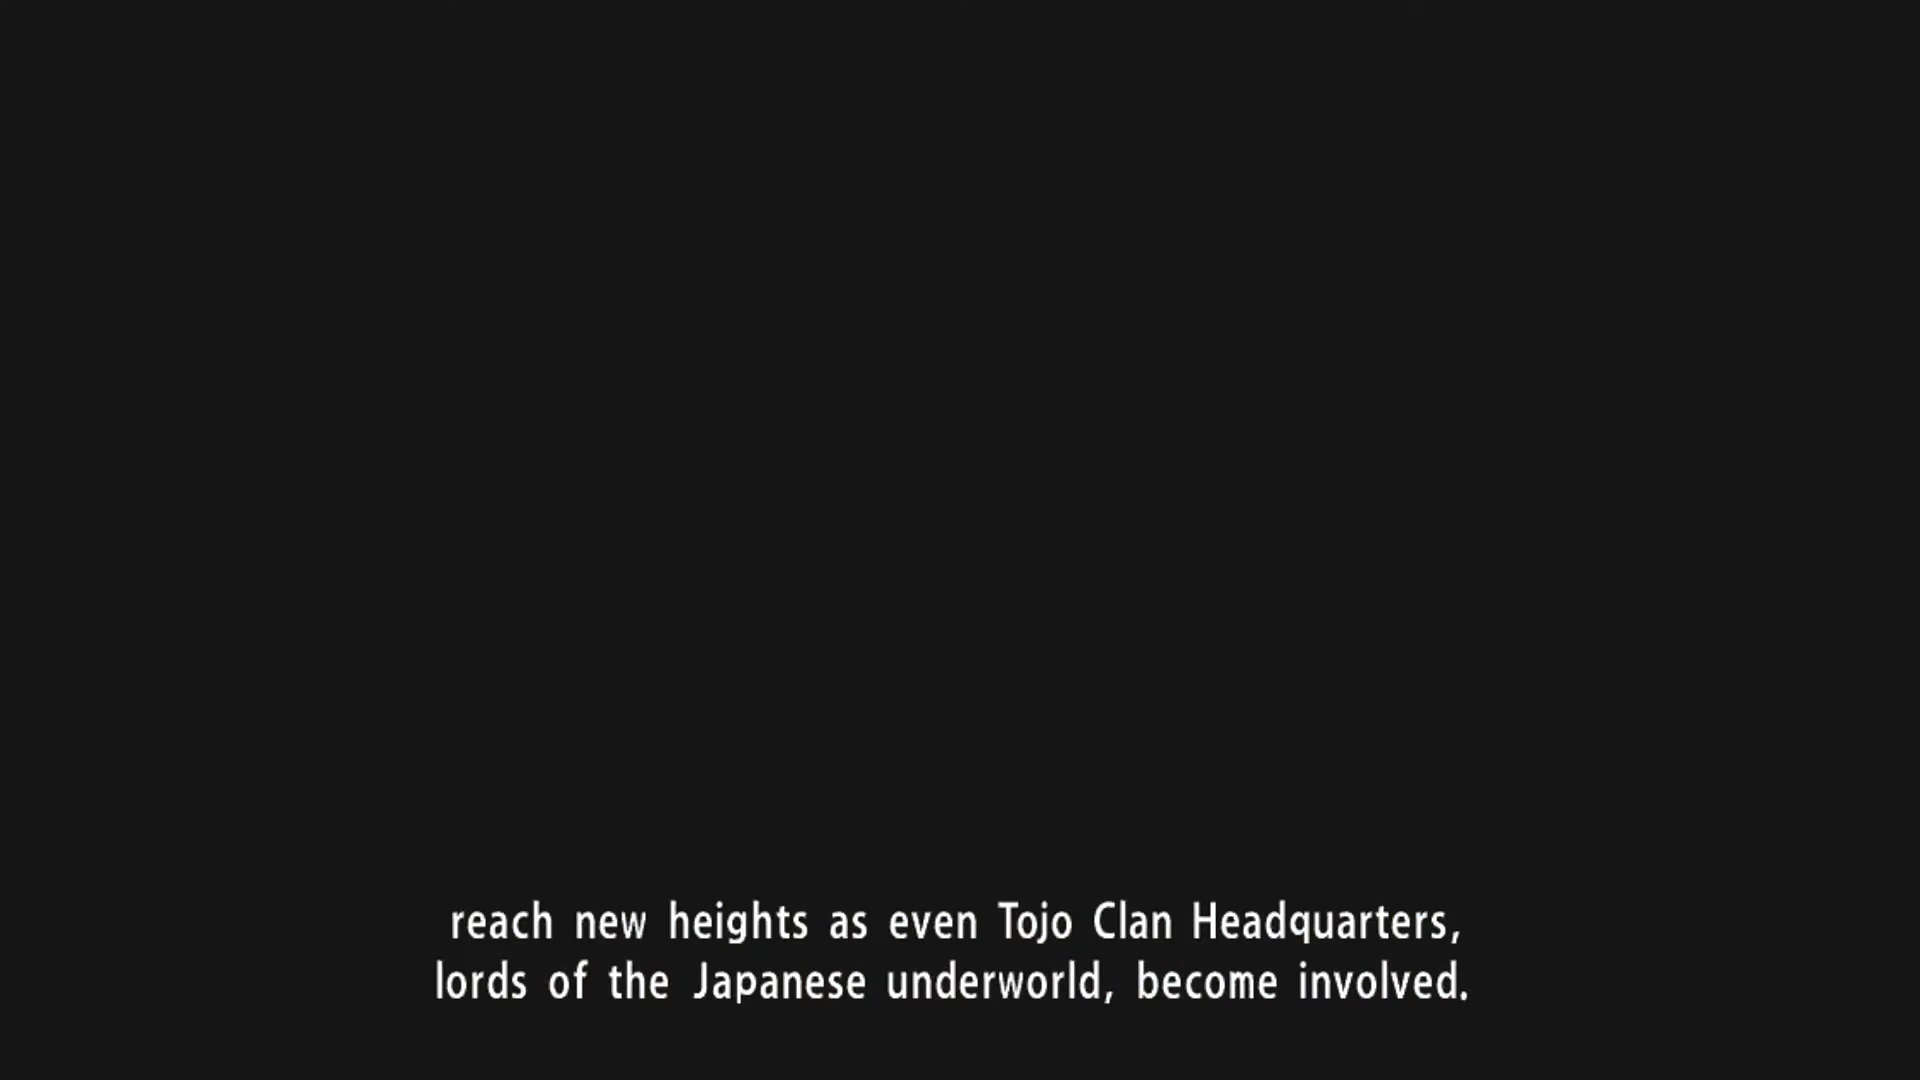 reach new heights as even Tojo Clan Headquarters,
lords of the Japanese underworld, become involved.